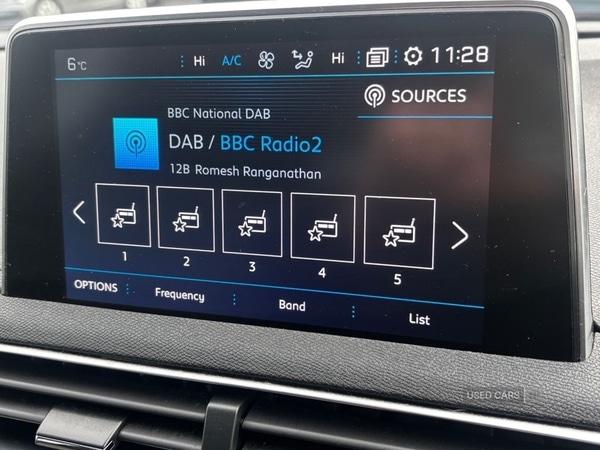 6°C Hi A/C Hi 11:28
SOURCES
BBC National DAB
DAB / BBC Radio2
12B Romesh Ranganathan
1 2 3 4 5
OPTIONS Frequency Band List
USED CARS